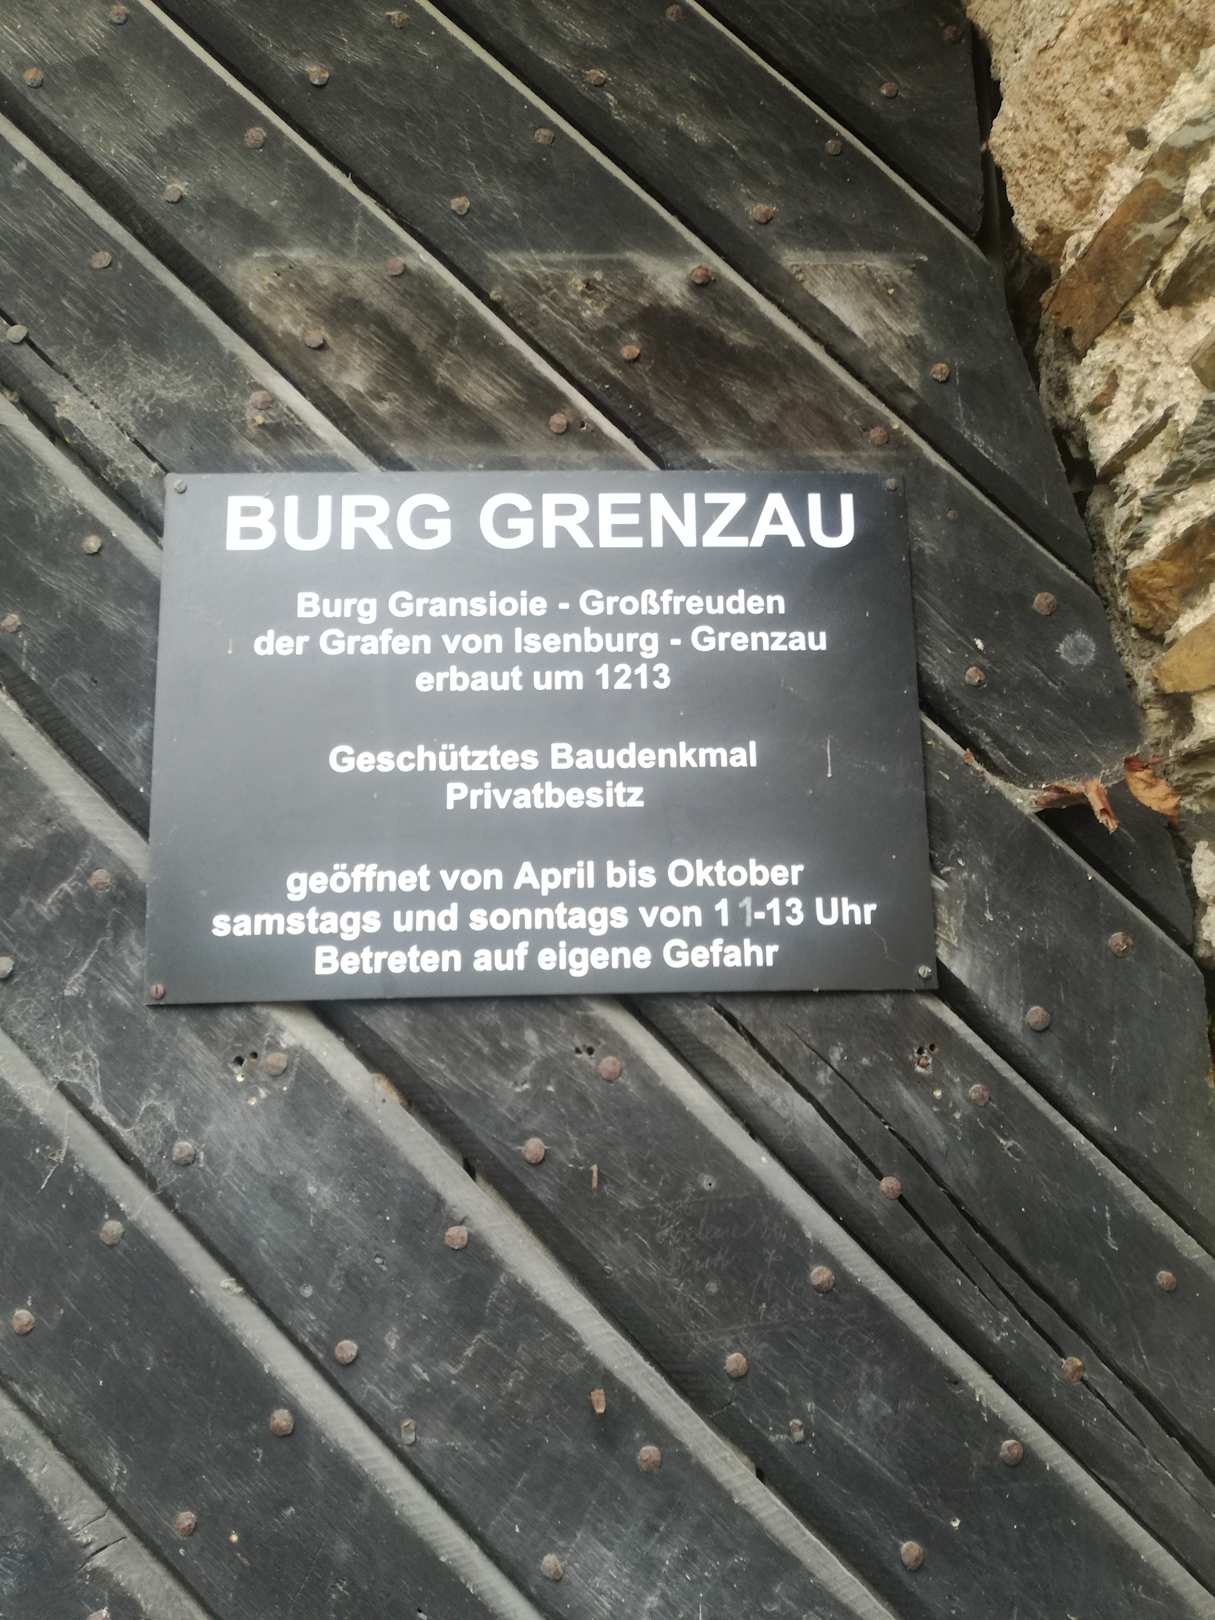 BURG GRENZAU
Burg Gransioie - Großfreuden
der Grafen von Isenburg - Grenzau
erbaut um 1213
Geschütztes Baudenkmal
Privatbesitz
geöffnet von April bis Oktober
samstags und sonntags von 11-13 Uhr
Betreten auf eigene Gefahr